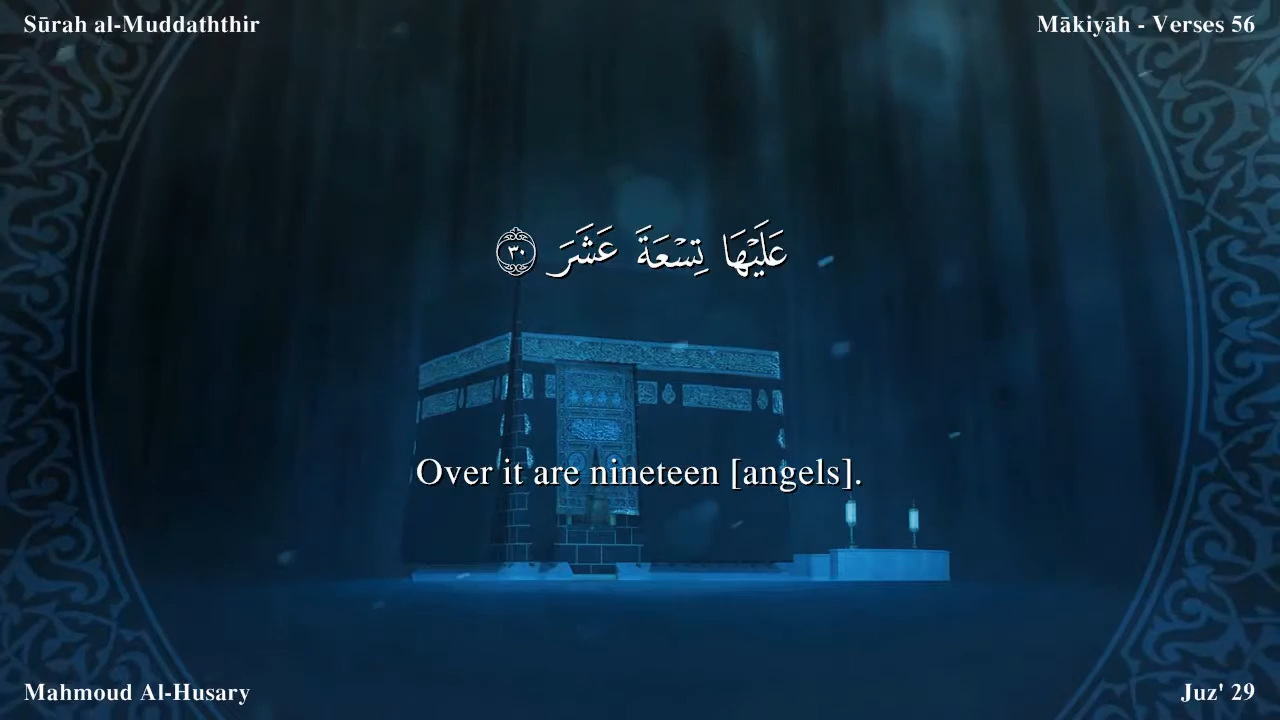 Sūrah al-Muddaththir
Mākiyāh - Verses 56
عَلَيْهَا تِسْعَةَ عَشَرَ ٣٠
Over it are nineteen [angels].
Mahmoud Al-Husary
Juz' 29